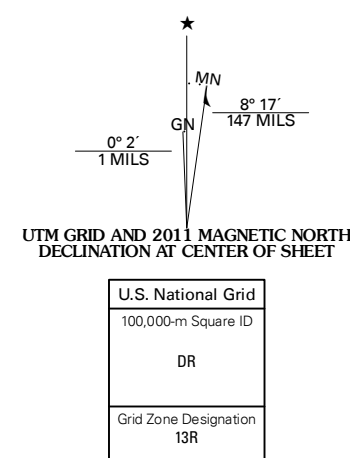 ★
MN
GN
8° 17´
147 MILS
0° 2´
1 MILS
UTM GRID AND 2011 MAGNETIC NORTH
DECLINATION AT CENTER OF SHEET
U.S. National Grid
100,000-m Square ID
DR
Grid Zone Designation
13R